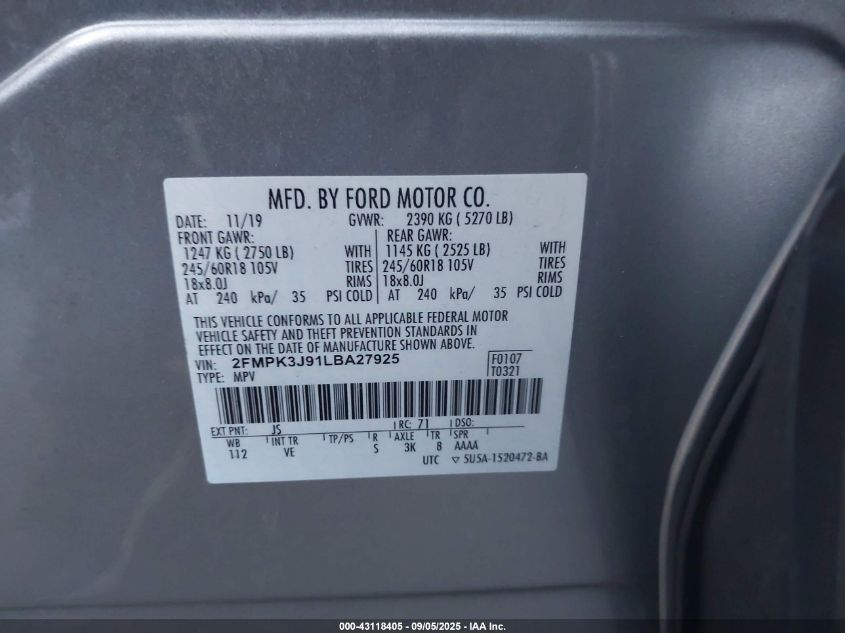 MFD. BY FORD MOTOR CO.
DATE: 11/19 GVWR: 2390 KG ( 5270 LB)
FRONT GAWR: REAR GAWR:
1247 KG ( 2750 LB) WITH 1145 KG ( 2525 LB) WITH
245/60R18 105V TIRES 245/60R18 105V TIRES
18x8.0J RIMS 18x8.0J RIMS
AT 240 kPa/ 35 PSI COLD AT 240 kPa/ 35 PSI COLD
THIS VEHICLE CONFORMS TO ALL APPLICABLE FEDERAL MOTOR
VEHICLE SAFETY AND THEFT PREVENTION STANDARDS IN
EFFECT ON THE DATE OF MANUFACTURE SHOWN ABOVE.
VIN: 2FMPK3J91LBA27925 F0107
TYPE: MPV T0321
EXT PNT: JS RC: 71 DSO:
WB INT TR TP/PS R AXLE TR SPR
112 VE S 3K 8 AAAA
UTC ▽ 5U5A-1520472-BA
000-43118405 - 09/05/2025 - IAA Inc.